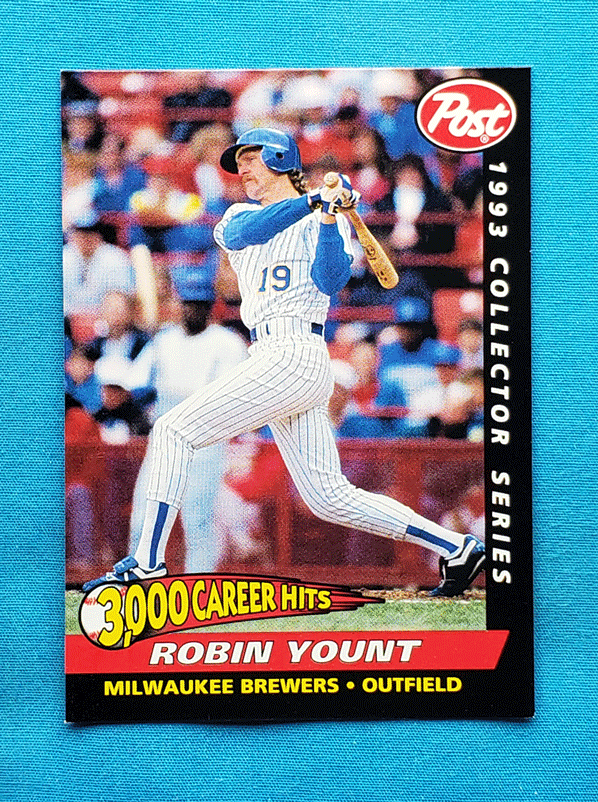 Post
1993 COLLECTOR SERIES
19
3,000 CAREER HITS
ROBIN YOUNT
MILWAUKEE BREWERS • OUTFIELD